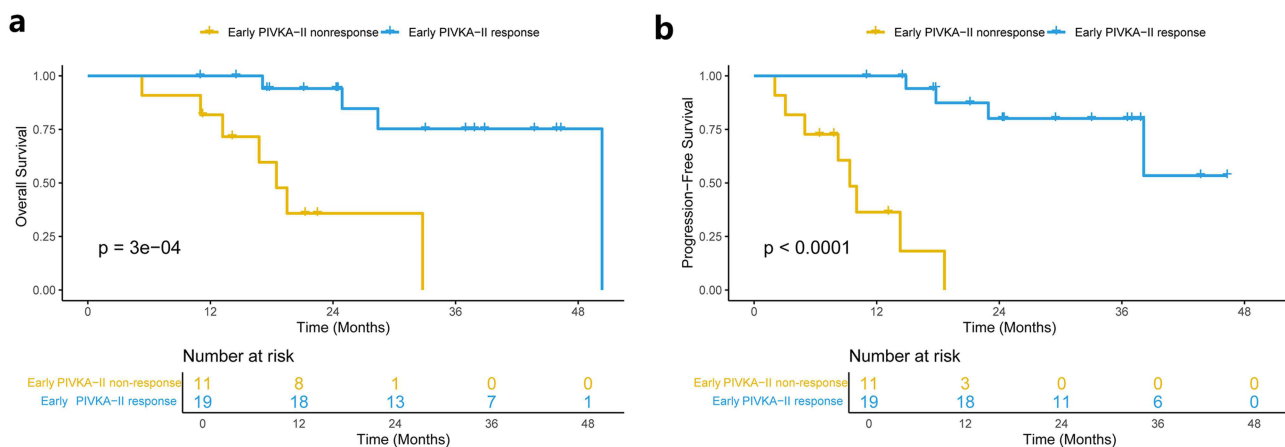 a
Early PIVKA-II nonresponse Early PIVKA-II response
1.00
0.75
0.50
0.25
0.00
Overall Survival
p = 3e-04
0 12 24 36 48
Time (Months)
Number at risk
Early PIVKA-II non-response 11 8 1 0 0
Early PIVKA-II response 19 18 13 7 1
0 12 24 36 48
Time (Months)
b
Early PIVKA-II nonresponse Early PIVKA-II response
1.00
0.75
0.50
0.25
0.00
Progression-Free Survival
p < 0.0001
0 12 24 36 48
Time (Months)
Number at risk
Early PIVKA-II non-response 11 3 0 0 0
Early PIVKA-II response 19 18 11 6 0
0 12 24 36 48
Time (Months)